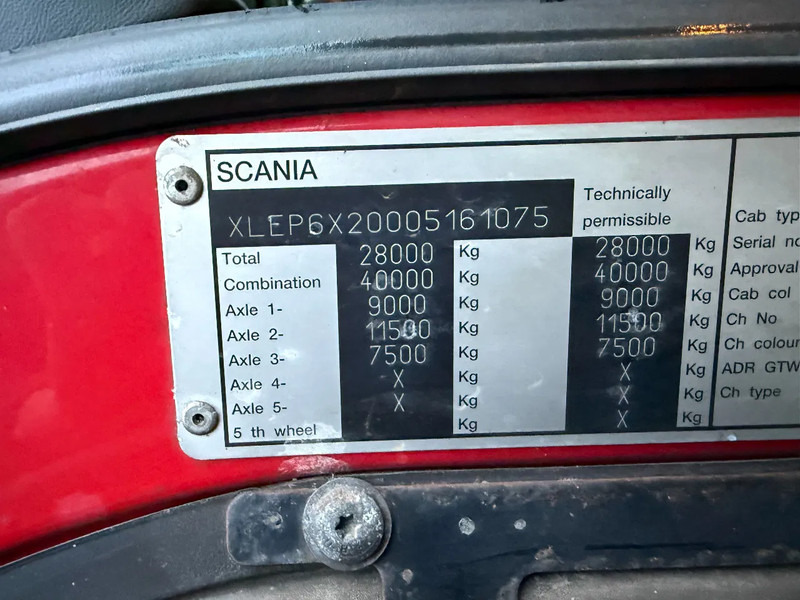 SCANIA
XLEP6X20005161075
Technically
permissible
Total 28000 Kg 28000 Kg
Combination 40000 Kg 40000 Kg
Axle 1- 9000 Kg 9000 Kg
Axle 2- 11500 Kg 11500 Kg
Axle 3- 7500 Kg 7500 Kg
Axle 4- X Kg X Kg
Axle 5- X Kg X Kg
5 th wheel Kg X Kg
Cab typ
Serial no
Approval
Cab col
Ch No
Ch colour
ADR GTW
Ch type